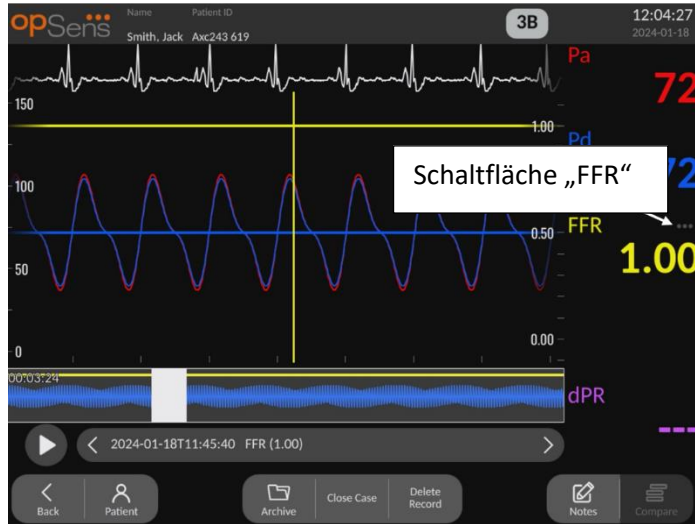 opSens
Name Patient ID
Smith, Jack Axc243 619
3B
12:04:27
2024-01-18
Pa
72
150
1.00
Pd
72
Schaltfläche „FFR“
100
0.50
FFR
1.00
50
0.00
0
00:03:24
dPR
---
2024-01-18T11:45:40 FFR (1.00)
Back
Patient
Archive
Close Case
Delete
Record
Notes
Compare